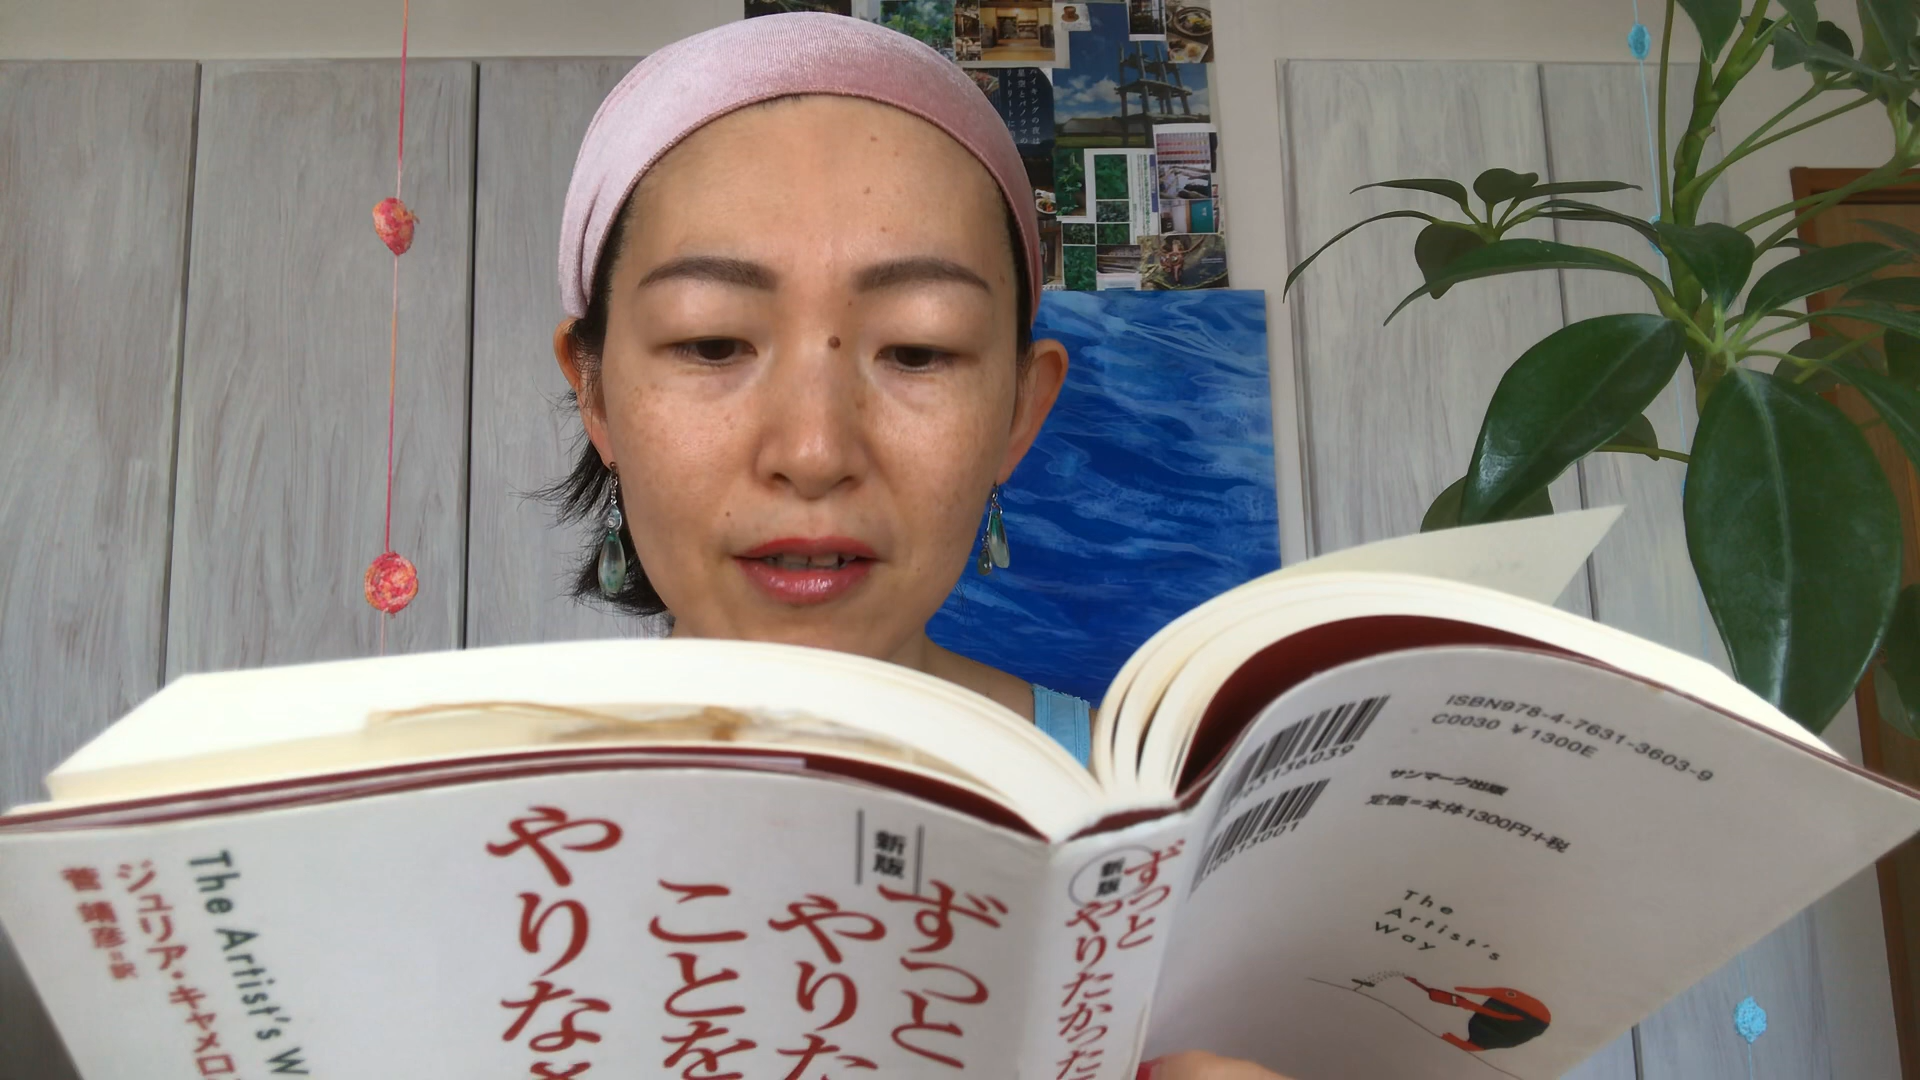 新版
ずっと
やりた
ことを
やりな
The Artist's W
ジュリア・キャメロ
菅 靖彦=訳
新版
ずっと
やりたかった
ISBN978-4-7631-3603-9
C0030 ¥1300E
サンマーク出版
定価=本体1300円+税
The
Artist's
Way